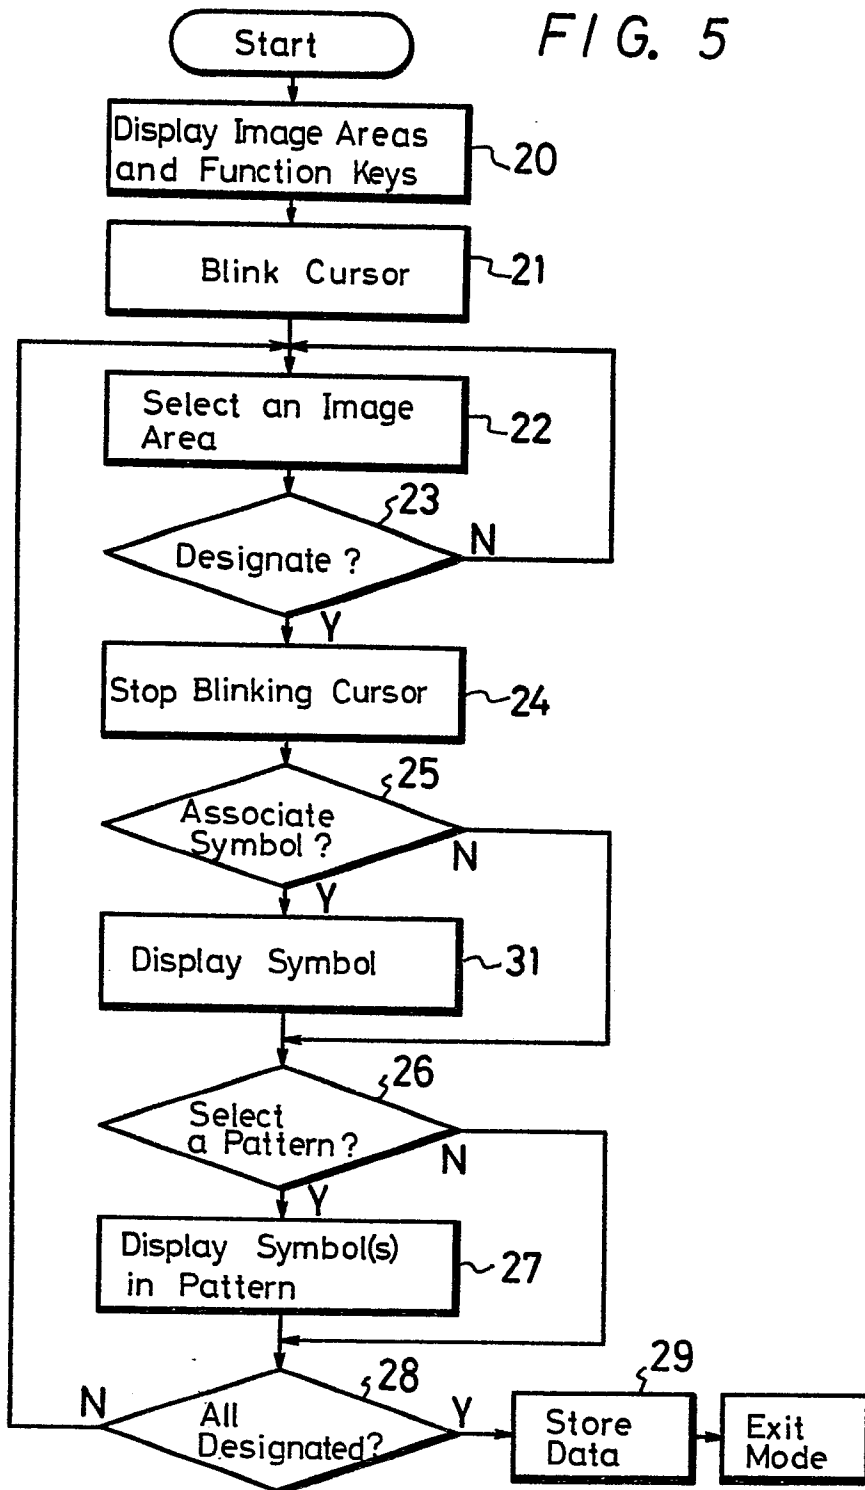 FIG. 5
Start
Display Image Areas
and Function Keys
20
Blink Cursor
21
Select an Image
Area
22
23
Designate ?
N
Y
Stop Blinking Cursor
24
25
Associate
Symbol ?
N
Y
Display Symbol
31
26
Select
a Pattern ?
N
Y
Display Symbol(s)
in Pattern
27
28
N
All
Designated?
Y
29
Store
Data
Exit
Mode